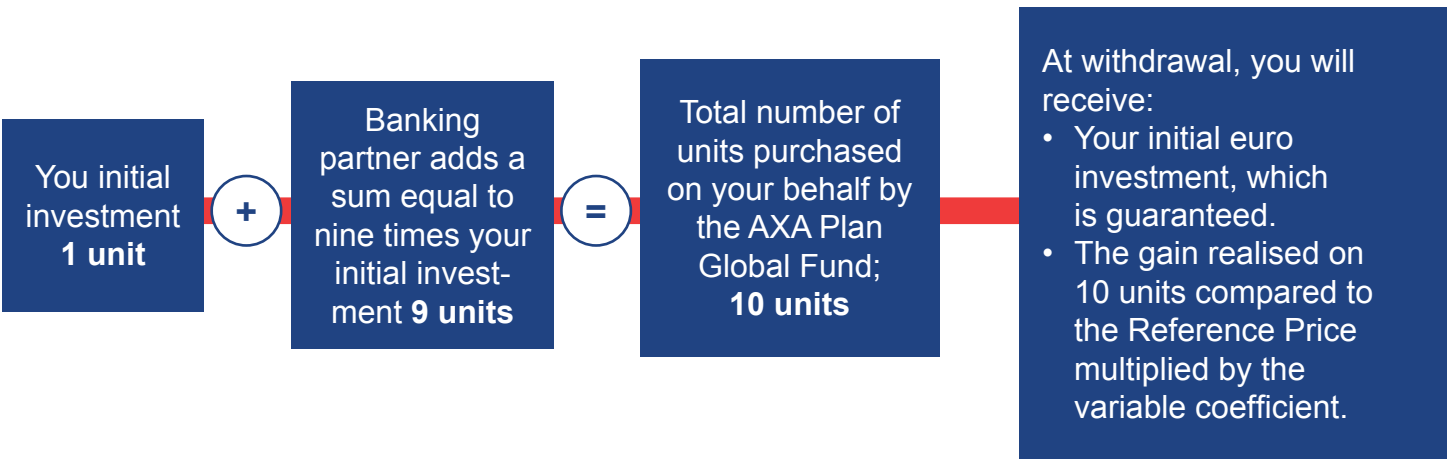 You initial
investment
1 unit
+
Banking
partner adds a
sum equal to
nine times your
initial invest-
ment 9 units
=
Total number of
units purchased
on your behalf by
the AXA Plan
Global Fund;
10 units
At withdrawal, you will
receive:
• Your initial euro
investment, which
is guaranteed.
• The gain realised on
10 units compared to
the Reference Price
multiplied by the
variable coefficient.